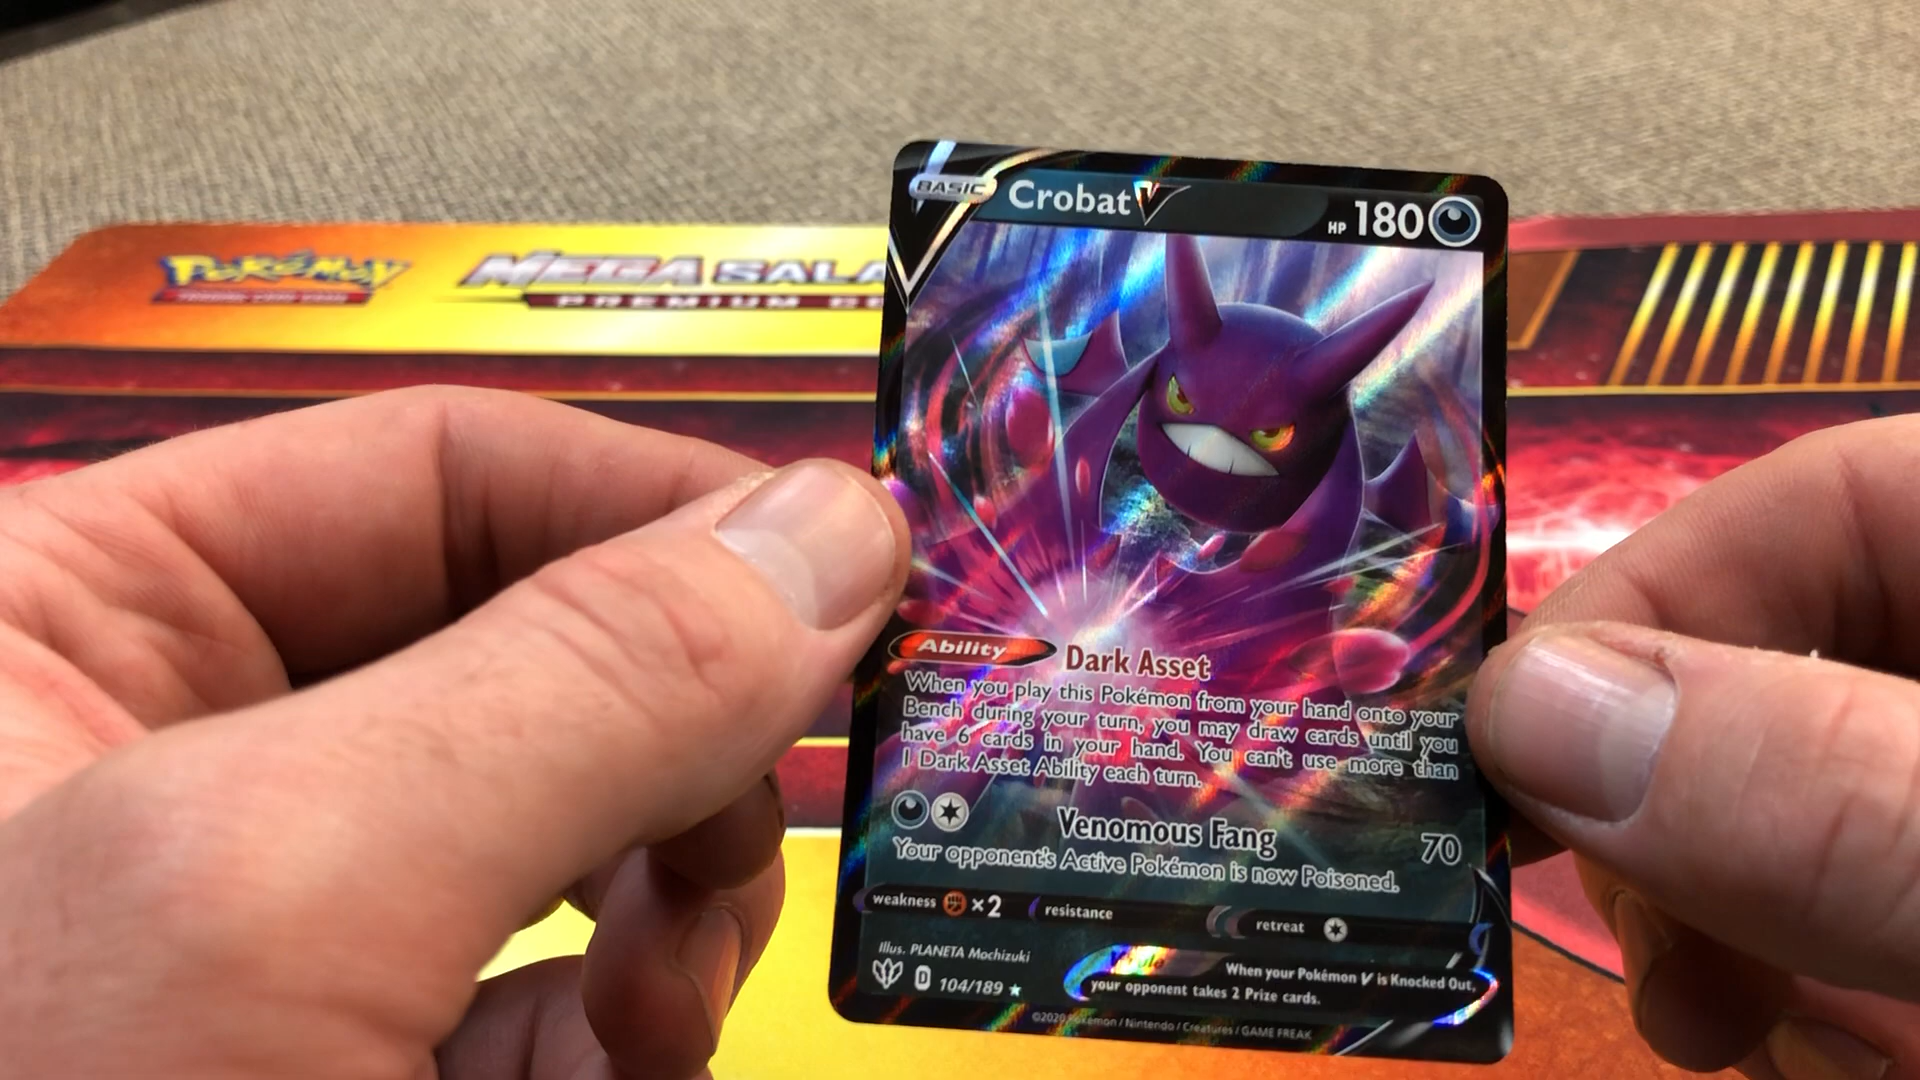 Pokémon
MEGA SALA
PREMIUM CO
BASIC
Crobat V
HP 180
Ability Dark Asset
When you play this Pokémon from your hand onto your
Bench during your turn, you may draw cards until you
have 6 cards in your hand. You can't use more than
1 Dark Asset Ability each turn.
Venomous Fang 70
Your opponent's Active Pokémon is now Poisoned.
weakness ×2 resistance retreat
Illus. PLANETA Mochizuki
D 104/189
V rule
When your Pokémon V is Knocked Out,
your opponent takes 2 Prize cards.
©2020 Pokémon / Nintendo / Creatures / GAME FREAK